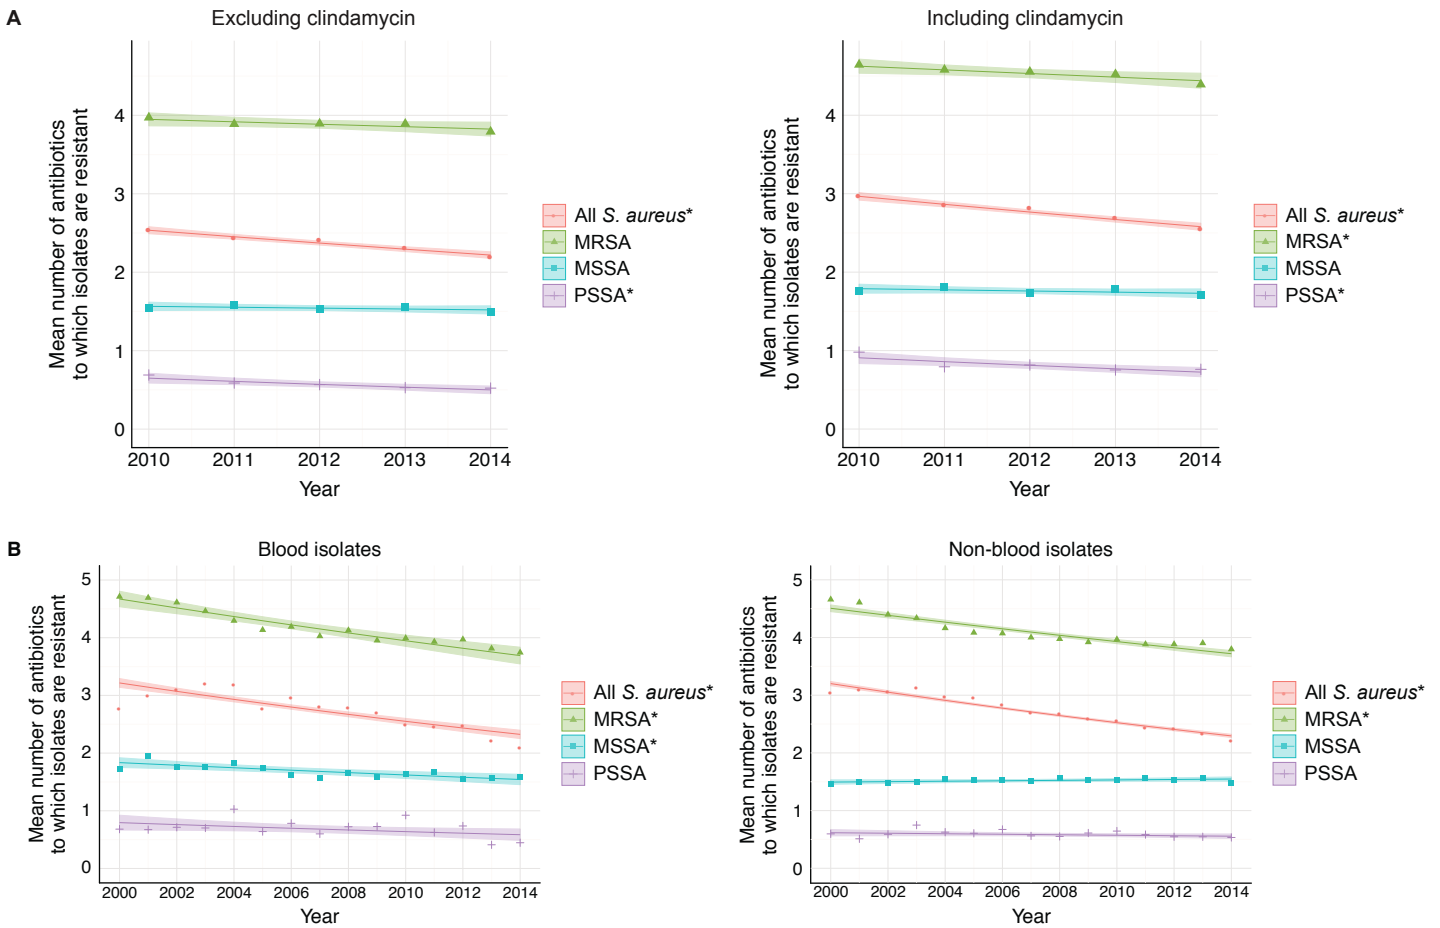 A
Excluding clindamycin
Mean number of antibiotics
to which isolates are resistant
4
3
2
1
0
2010 2011 2012 2013 2014
Year
All S. aureus*
MRSA
MSSA
PSSA*
Including clindamycin
Mean number of antibiotics
to which isolates are resistant
4
3
2
1
0
2010 2011 2012 2013 2014
Year
All S. aureus*
MRSA*
MSSA
PSSA*
B
Blood isolates
Mean number of antibiotics
to which isolates are resistant
5
4
3
2
1
0
2000 2002 2004 2006 2008 2010 2012 2014
Year
All S. aureus*
MRSA*
MSSA*
PSSA
Non-blood isolates
Mean number of antibiotics
to which isolates are resistant
5
4
3
2
1
0
2000 2002 2004 2006 2008 2010 2012 2014
Year
All S. aureus*
MRSA*
MSSA
PSSA